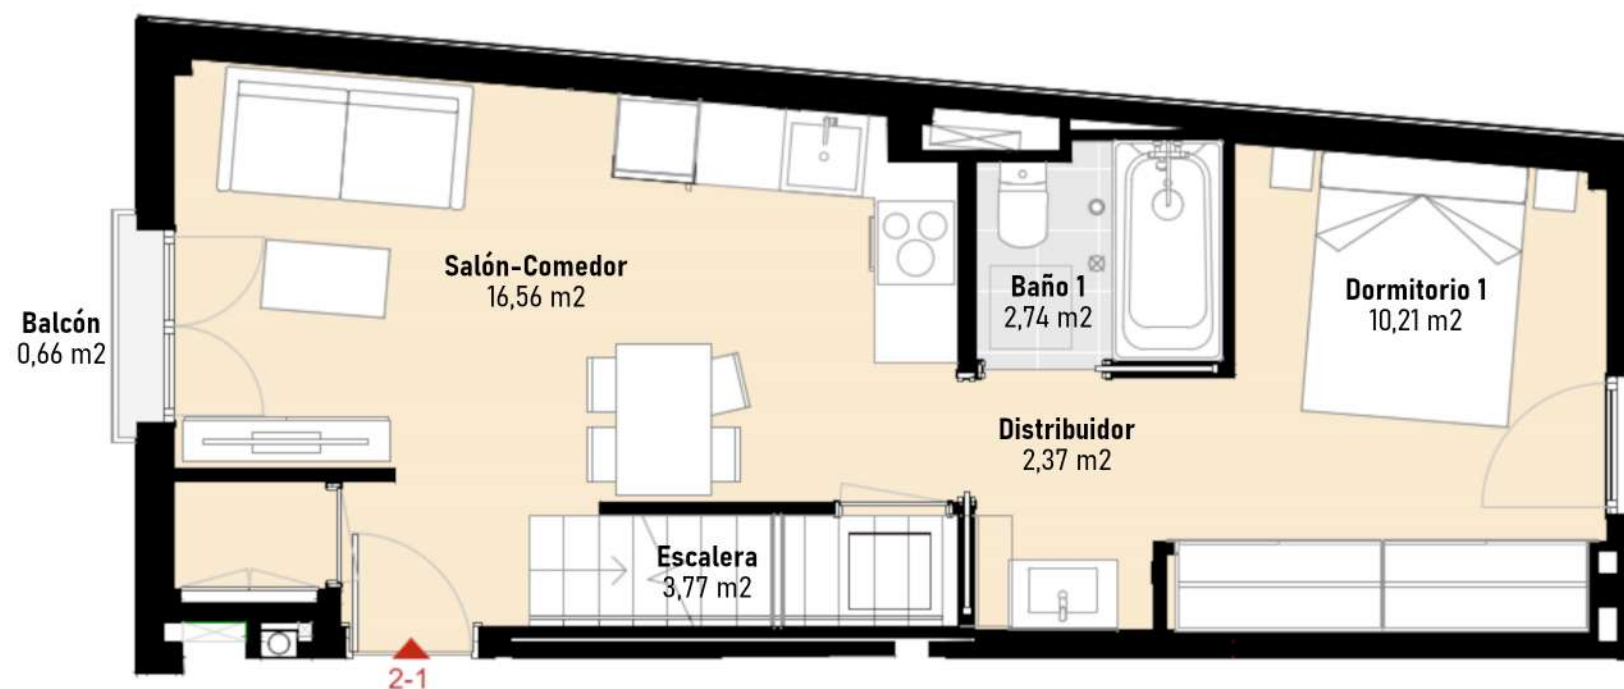 Salón-Comedor
16,56 m2
Balcón
0,66 m2
Baño 1
2,74 m2
Dormitorio 1
10,21 m2
Distribuidor
2,37 m2
Escalera
3,77 m2
2-1